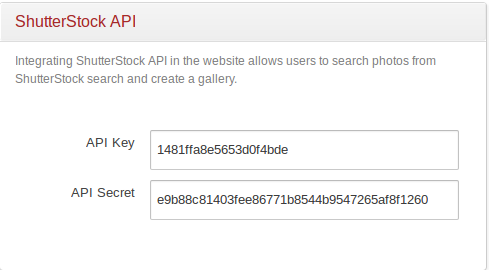 ShutterStock API
Integrating ShutterStock API in the website allows users to search photos from
ShutterStock search and create a gallery.
API Key
1481ffa8e5653d0f4bde
API Secret
e9b88c81403fee86771b8544b9547265af8f1260